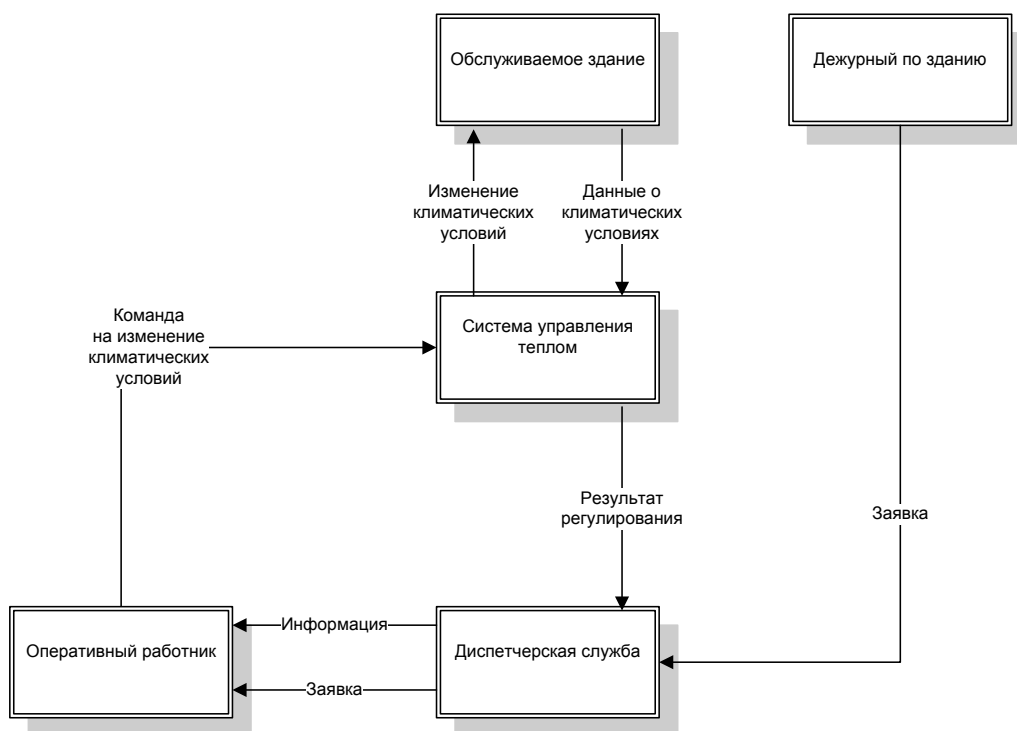 Обслуживаемое здание
Дежурный по зданию
Изменение
климатических
условий
Данные о
климатических
условиях
Команда
на изменение
климатических
условий
Система управления
теплом
Результат
регулирования
Заявка
Оперативный работник
Информация
Заявка
Диспетчерская служба